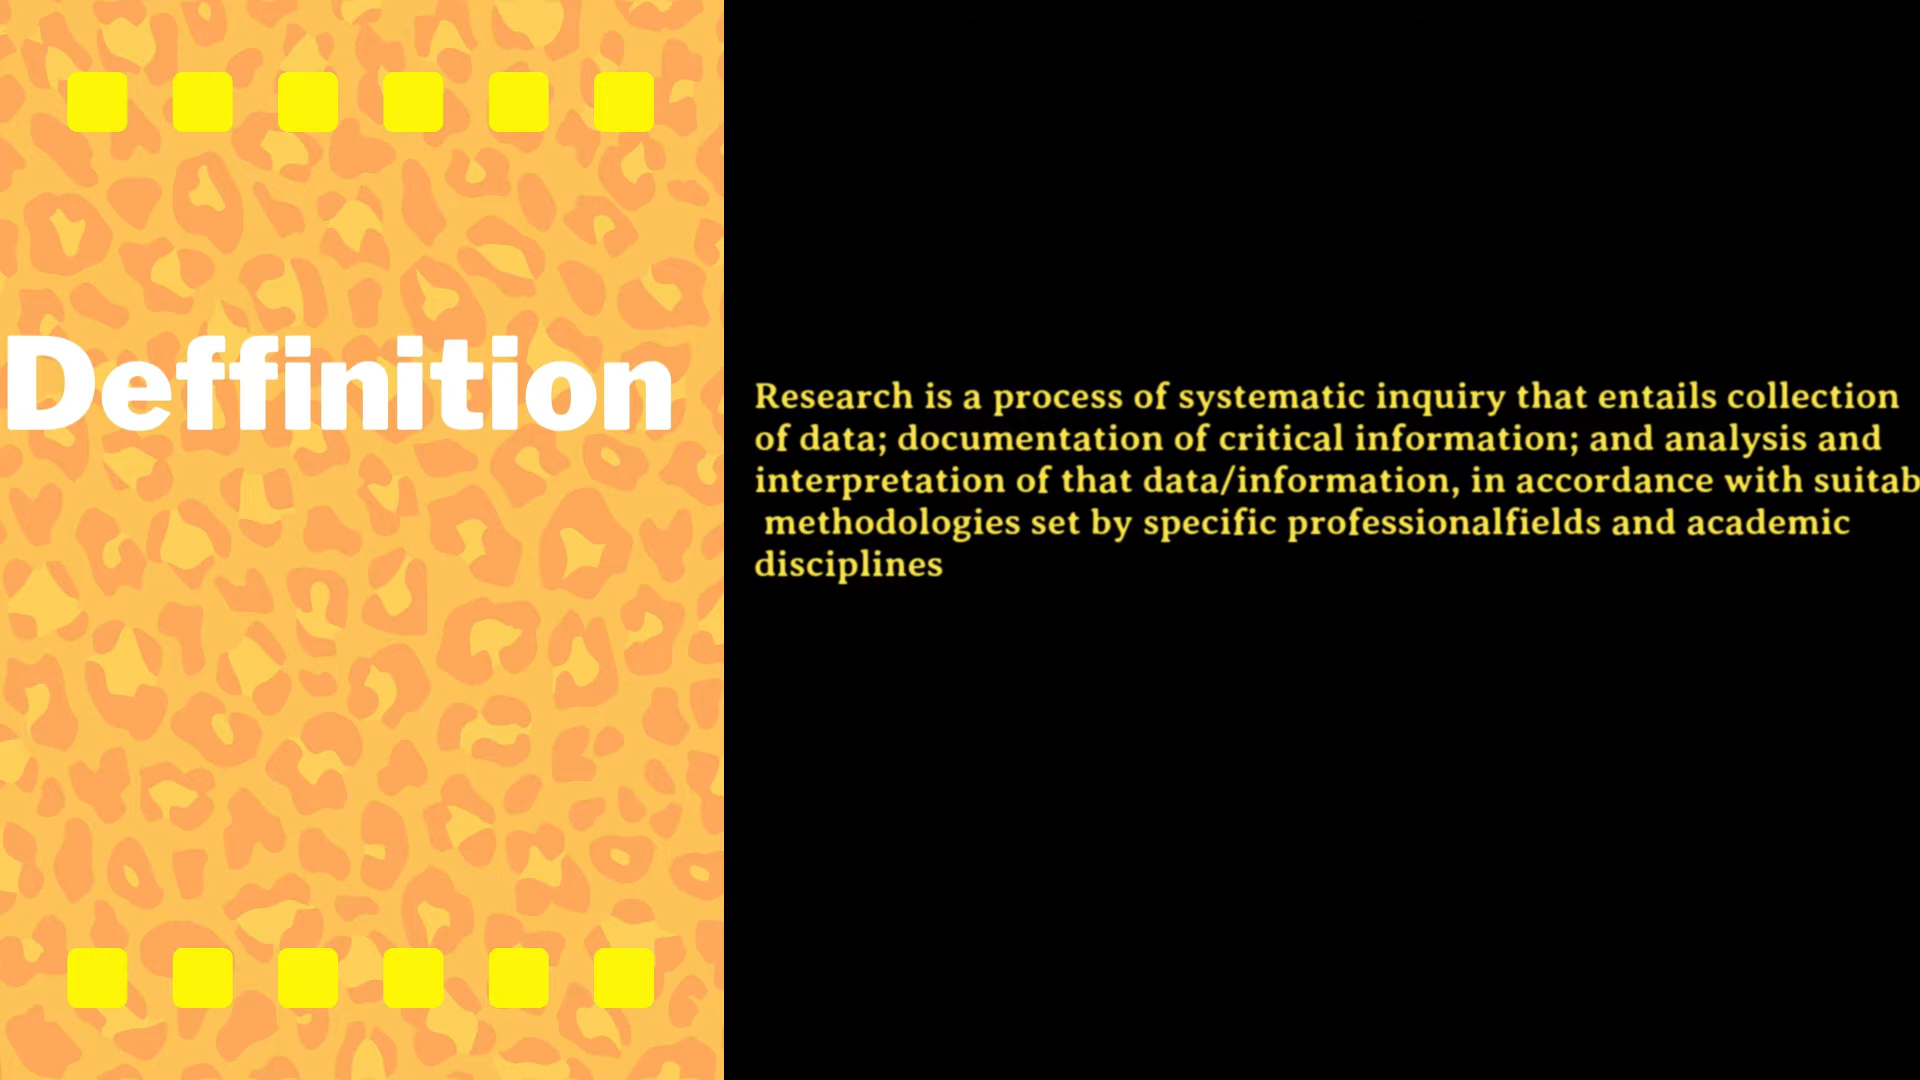 Deffinition
Research is a process of systematic inquiry that entails collection
of data; documentation of critical information; and analysis and
interpretation of that data/information, in accordance with suitab
methodologies set by specific professionalfields and academic
disciplines